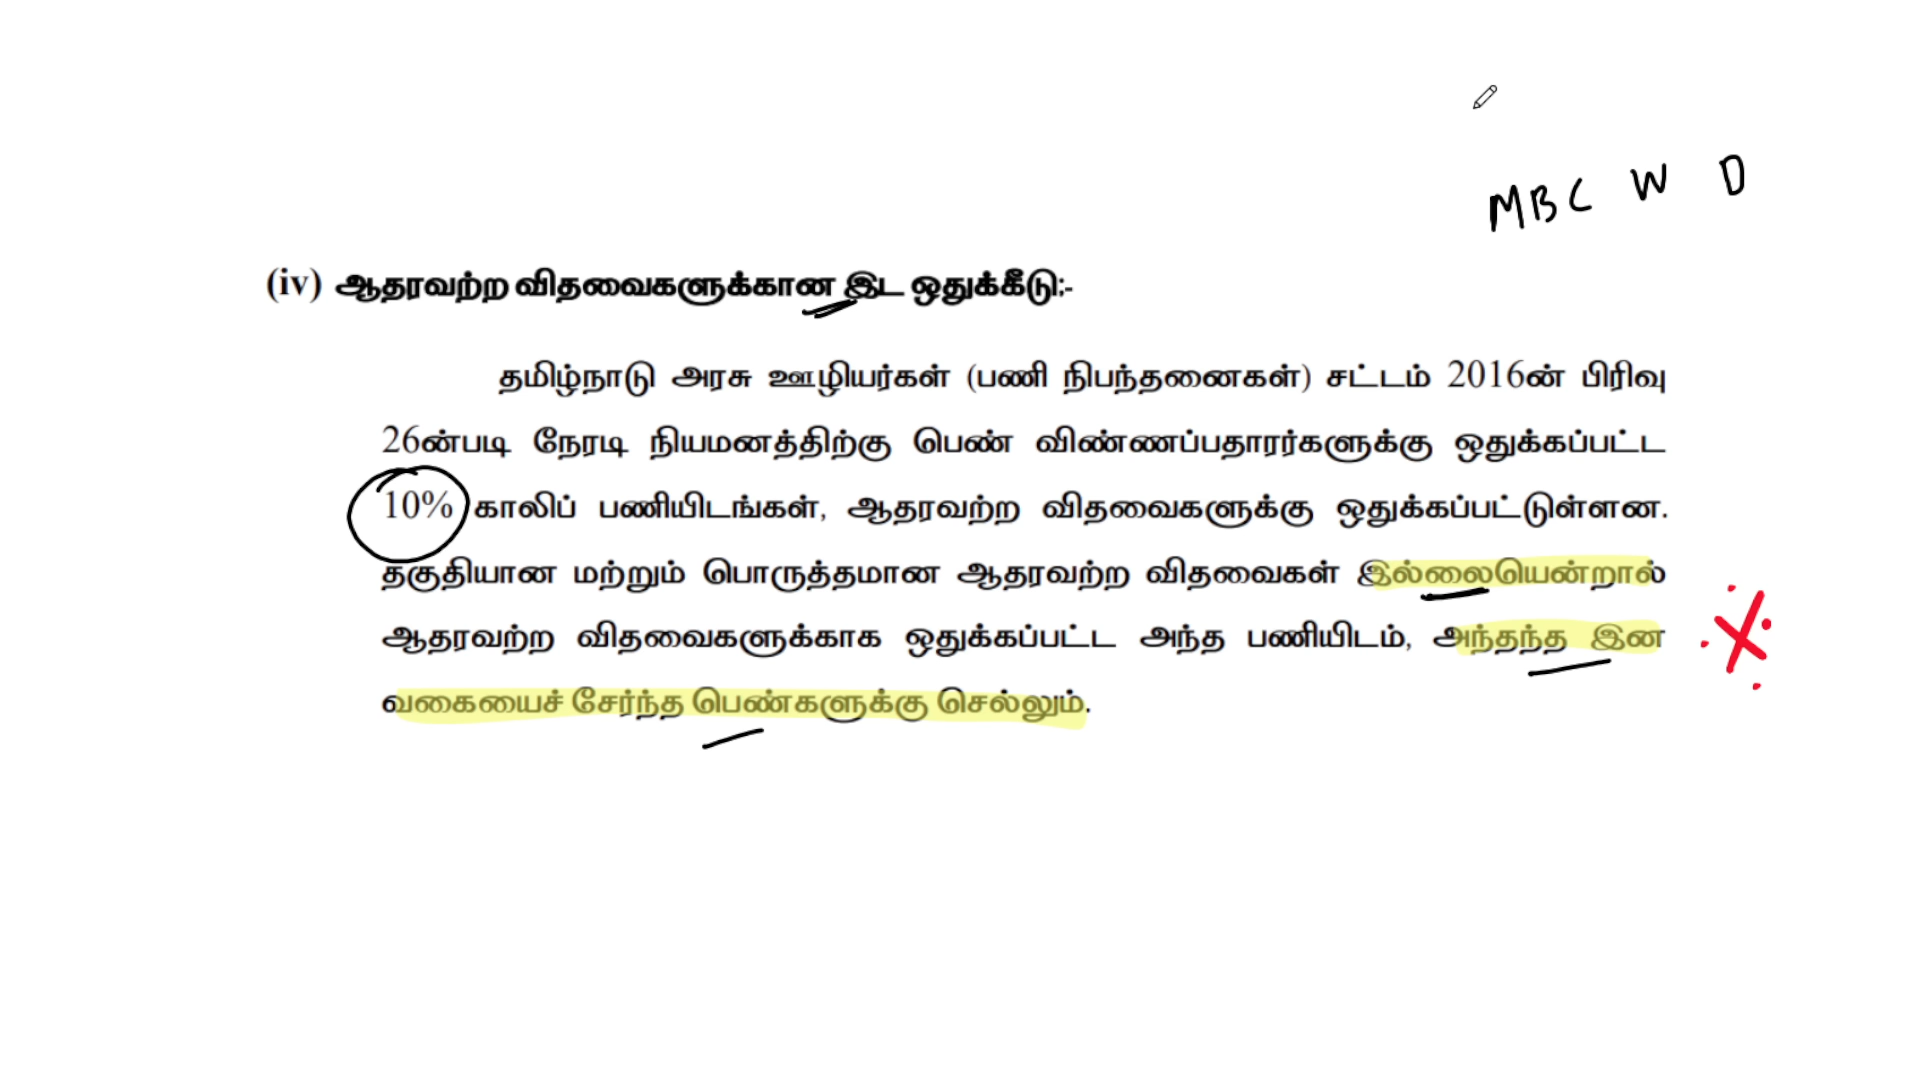 MBC W D
(iv) ஆதரவற்ற விதவைகளுக்கான இட ஒதுக்கீடு:-
தமிழ்நாடு அரசு ஊழியர்கள் (பணி நிபந்தனைகள்) சட்டம் 2016ன் பிரிவு
26ன்படி நேரடி நியமனத்திற்கு பெண் விண்ணப்பதாரர்களுக்கு ஒதுக்கப்பட்ட
10% காலிப் பணியிடங்கள், ஆதரவற்ற விதவைகளுக்கு ஒதுக்கப்பட்டுள்ளன.
தகுதியான மற்றும் பொருத்தமான ஆதரவற்ற விதவைகள் இல்லையென்றால்
ஆதரவற்ற விதவைகளுக்காக ஒதுக்கப்பட்ட அந்த பணியிடம், அந்தந்த இன
வகையைச் சேர்ந்த பெண்களுக்கு செல்லும்.